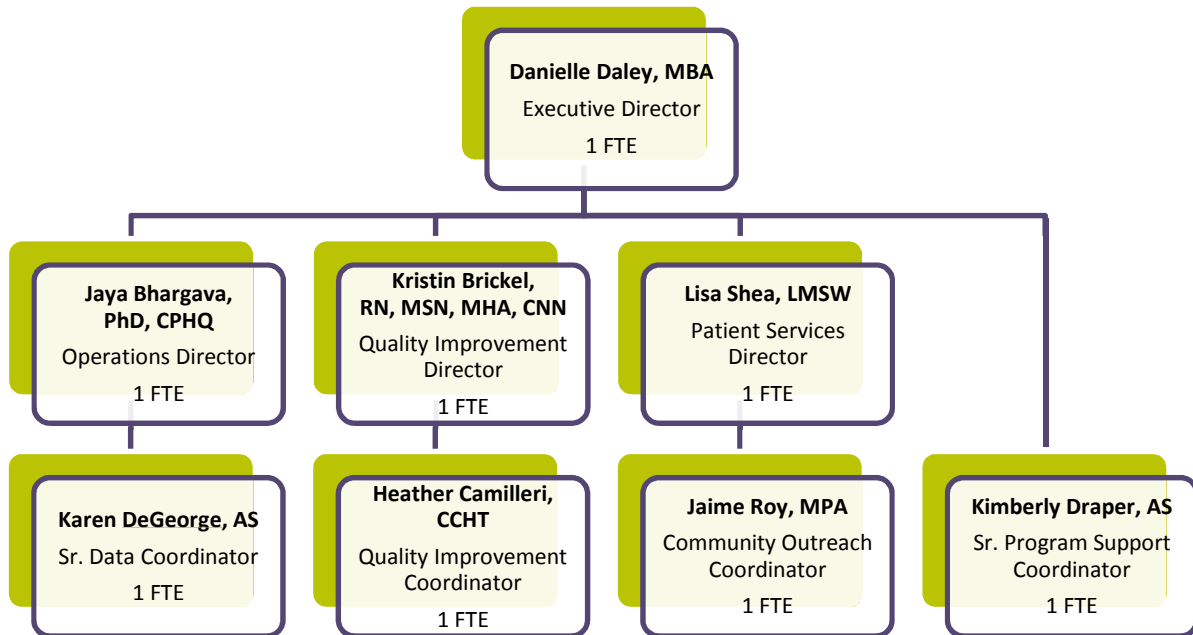 Danielle Daley, MBA
Executive Director
1 FTE
Jaya Bhargava,
PhD, CPHQ
Operations Director
1 FTE
Kristin Brickel,
RN, MSN, MHA, CNN
Quality Improvement
Director
1 FTE
Lisa Shea, LMSW
Patient Services
Director
1 FTE
Karen DeGeorge, AS
Sr. Data Coordinator
1 FTE
Heather Camilleri,
CCHT
Quality Improvement
Coordinator
1 FTE
Jaime Roy, MPA
Community Outreach
Coordinator
1 FTE
Kimberly Draper, AS
Sr. Program Support
Coordinator
1 FTE